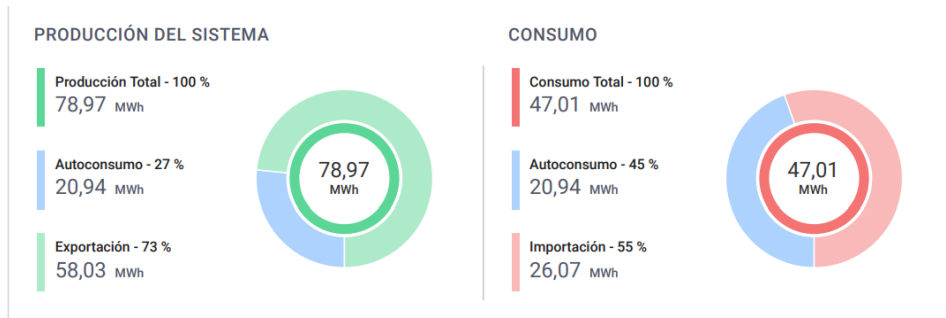 PRODUCCIÓN DEL SISTEMA
Producción Total - 100 %
78,97 MWh
Autoconsumo - 27 %
20,94 MWh
Exportación - 73 %
58,03 MWh
78,97
MWh
CONSUMO
Consumo Total - 100 %
47,01 MWh
Autoconsumo - 45 %
20,94 MWh
Importación - 55 %
26,07 MWh
47,01
MWh